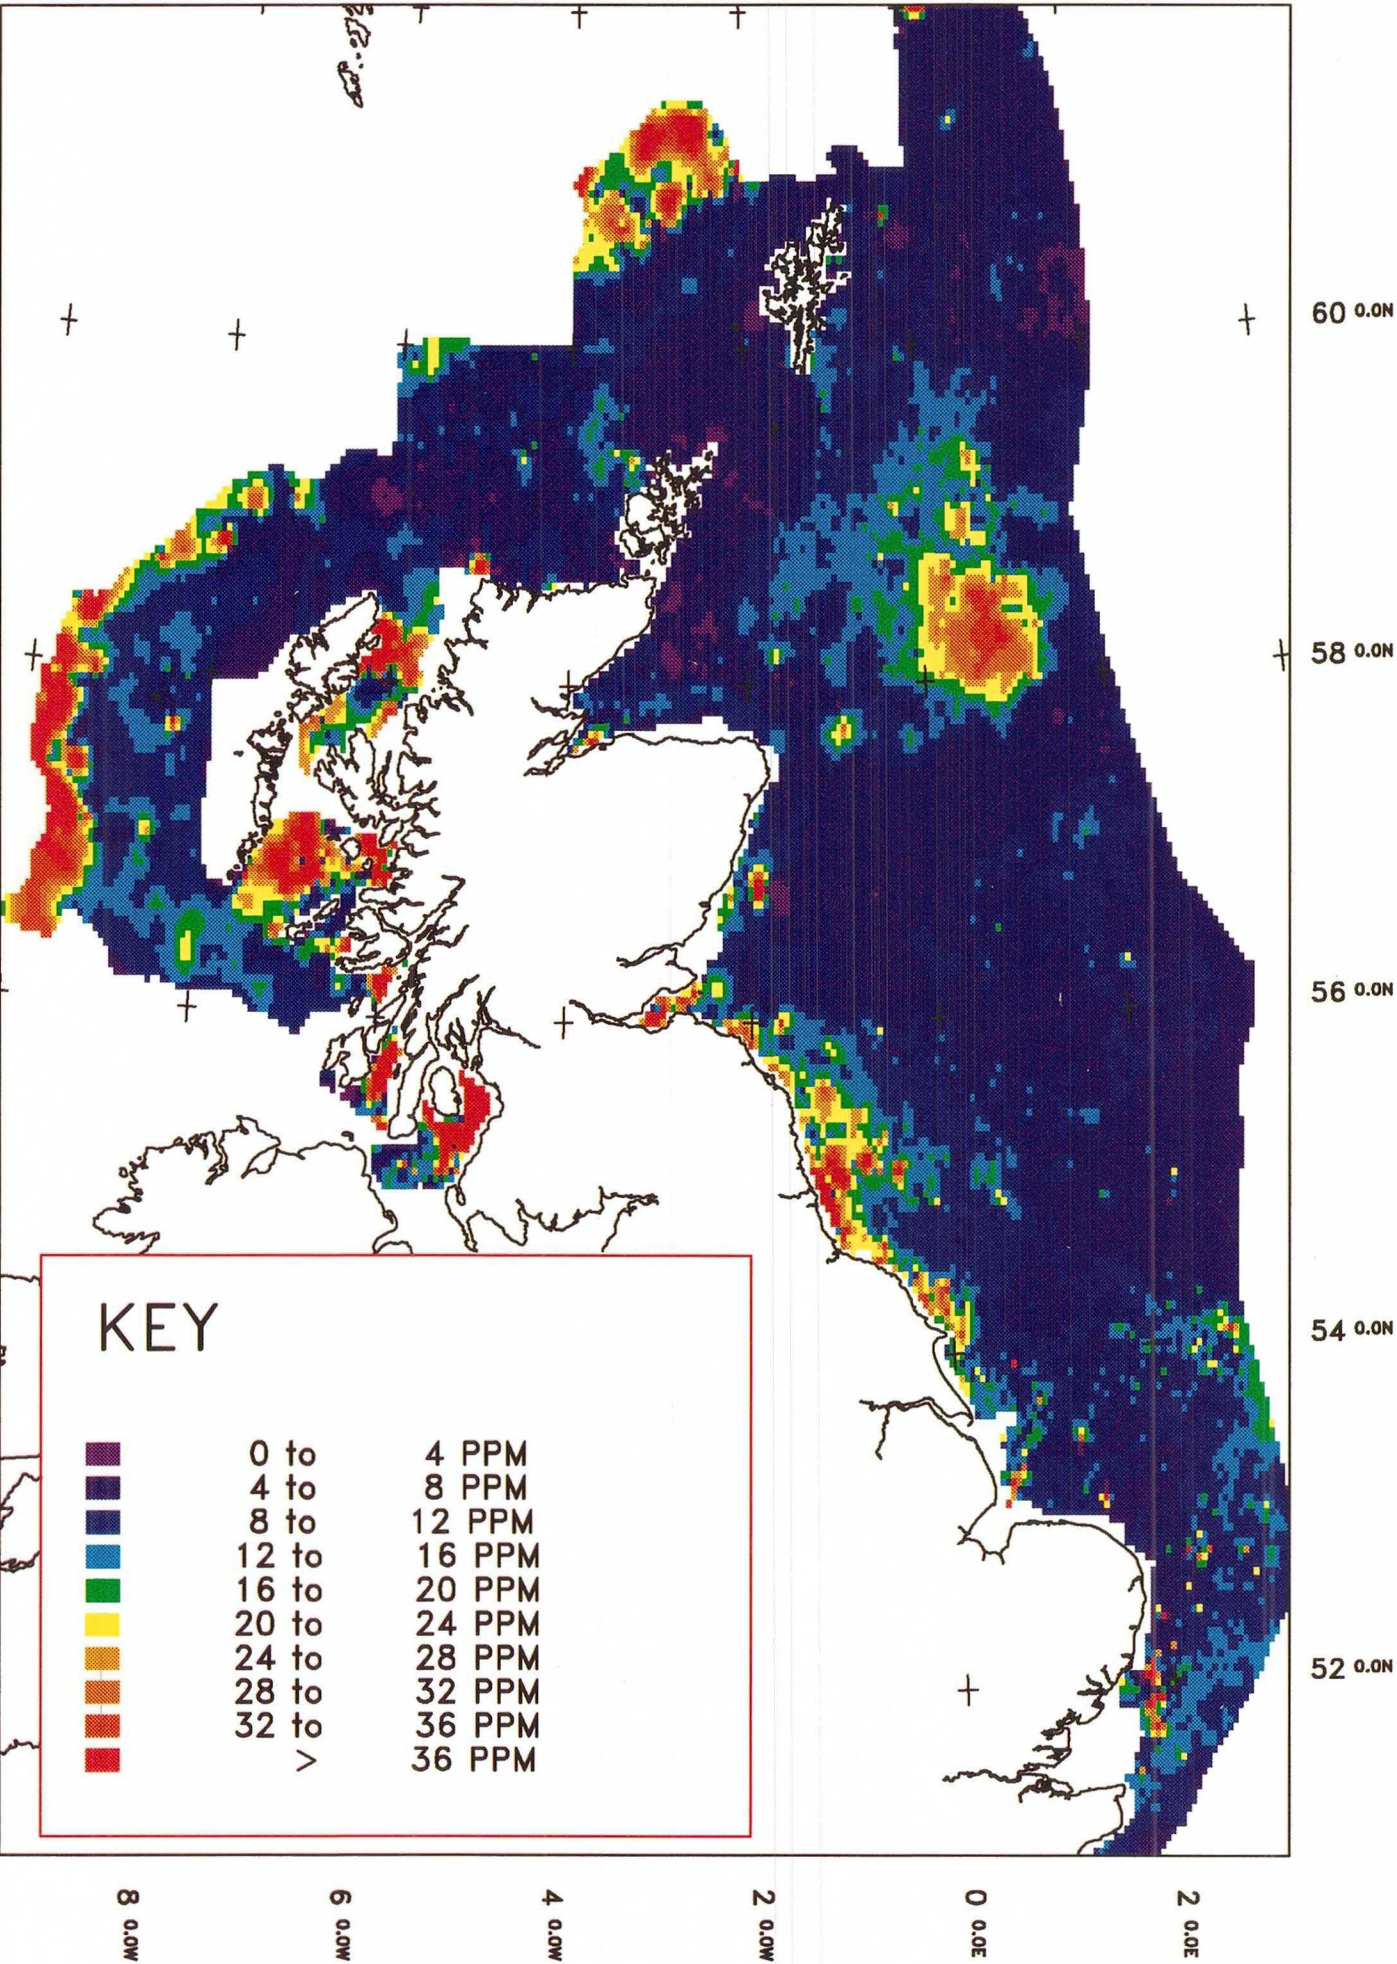 60 0.0N
58 0.0N
56 0.0N
54 0.0N
52 0.0N
KEY
0 to 4 PPM
4 to 8 PPM
8 to 12 PPM
12 to 16 PPM
16 to 20 PPM
20 to 24 PPM
24 to 28 PPM
28 to 32 PPM
32 to 36 PPM
> 36 PPM
8 0.0W
6 0.0W
4 0.0W
2 0.0W
0 0.0E
2 0.0E